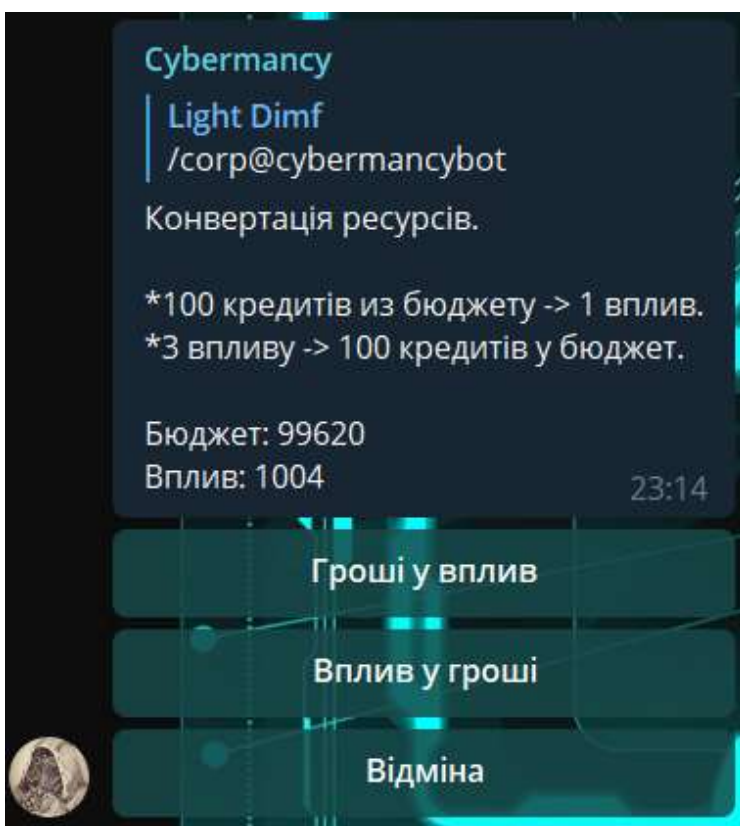 Cybermancy
Light Dimf
/corp@cybermancybot
Конвертація ресурсів.
*100 кредитів из бюджету -> 1 вплив.
*3 впливу -> 100 кредитів у бюджет.
Бюджет: 99620
Вплив: 1004
23:14
Гроші у вплив
Вплив у гроші
Відміна